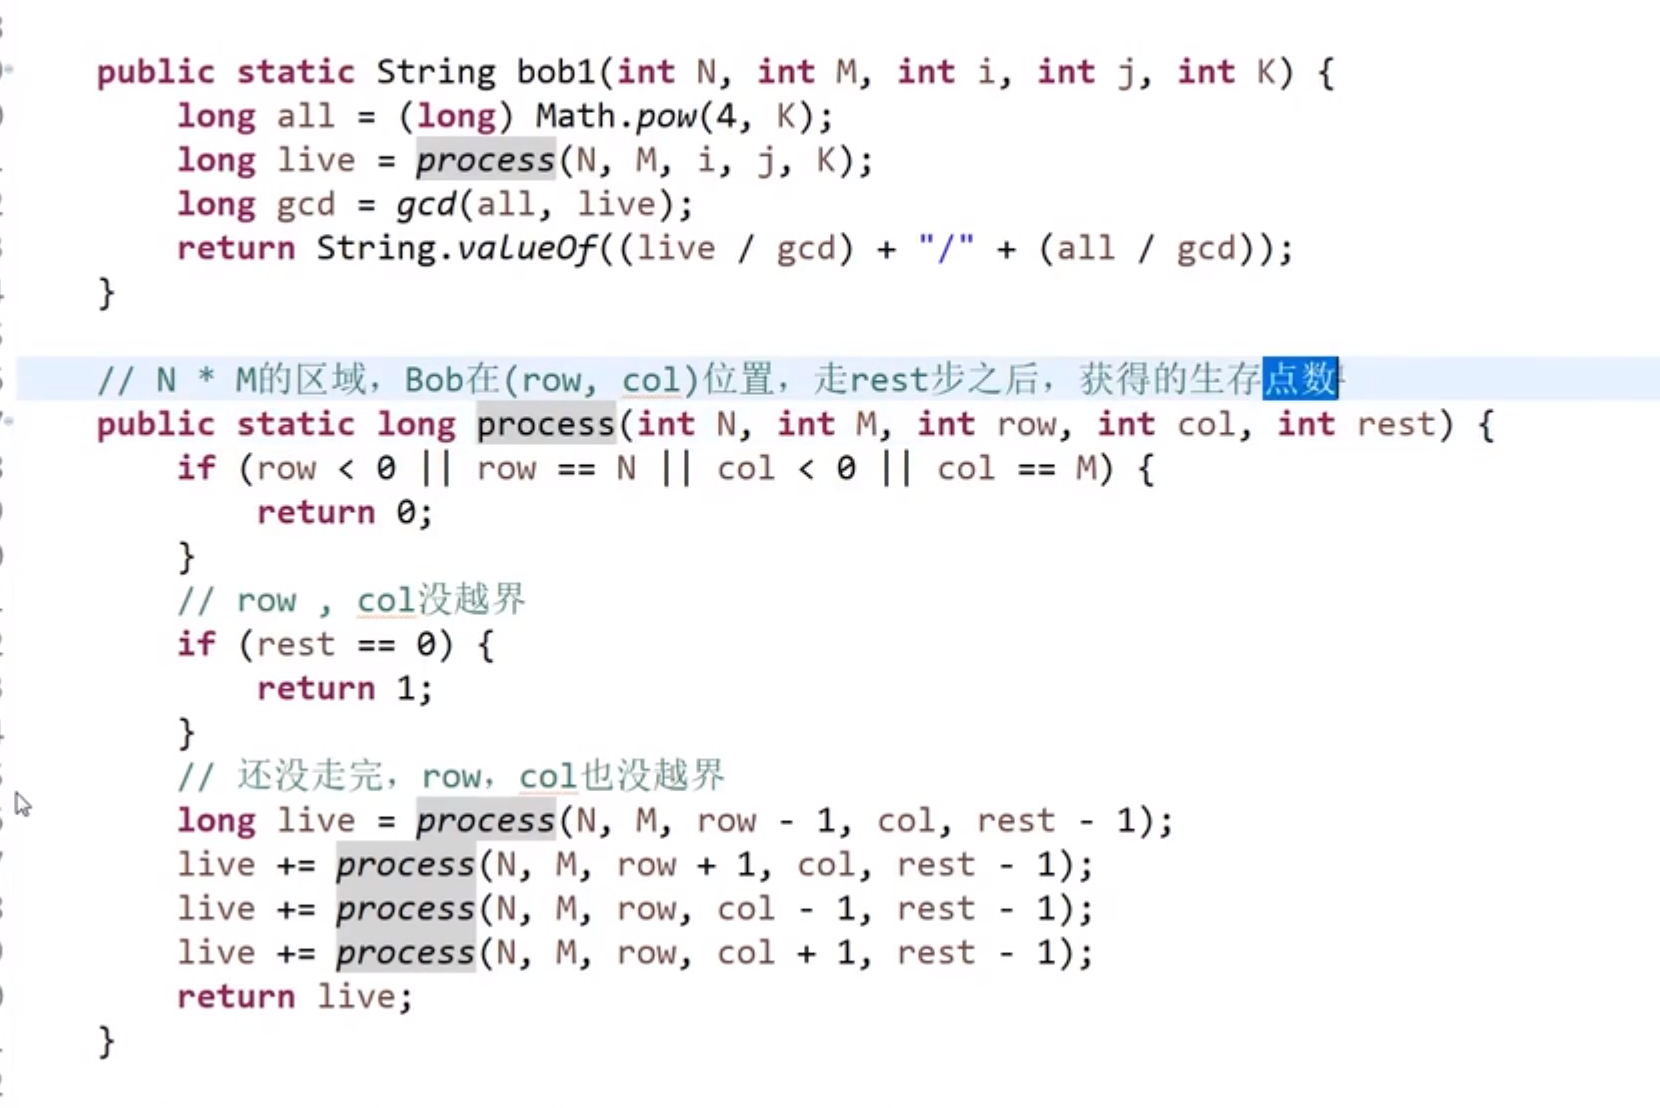 public static String bob1(int N, int M, int i, int j, int K) {
long all = (long) Math.pow(4, K);
long live = process(N, M, i, j, K);
long gcd = gcd(all, live);
return String.valueOf((live / gcd) + "/" + (all / gcd));
}
// N * M的区域，Bob在(row, col)位置，走rest步之后，获得的生存点数
public static long process(int N, int M, int row, int col, int rest) {
if (row < 0 || row == N || col < 0 || col == M) {
return 0;
}
// row , col没越界
if (rest == 0) {
return 1;
}
// 还没走完，row，col也没越界
long live = process(N, M, row - 1, col, rest - 1);
live += process(N, M, row + 1, col, rest - 1);
live += process(N, M, row, col - 1, rest - 1);
live += process(N, M, row, col + 1, rest - 1);
return live;
}